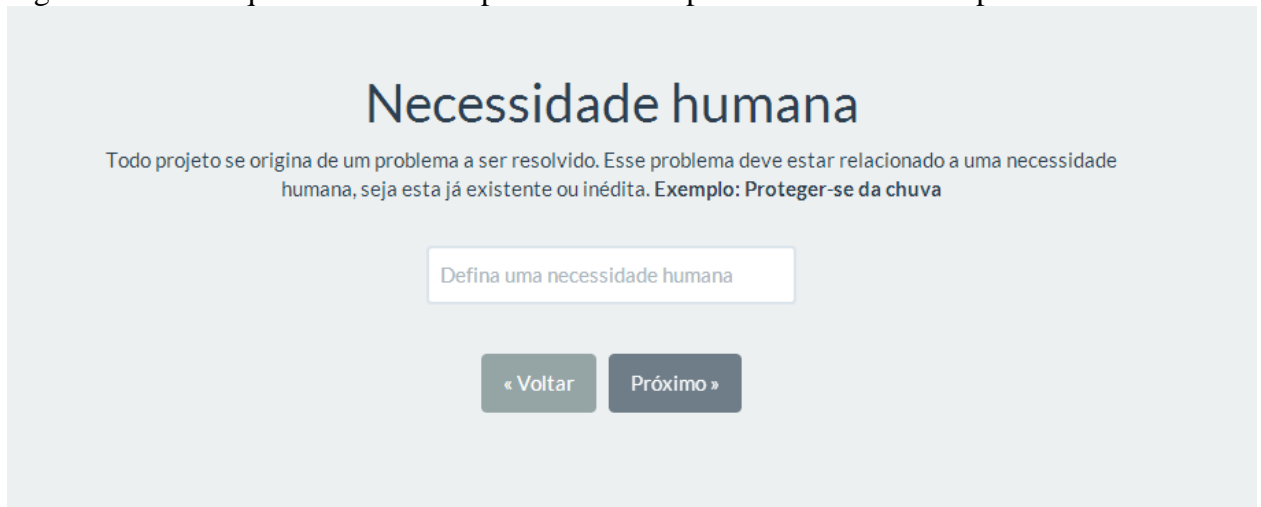 Necessidade humana
Todo projeto se origina de um problema a ser resolvido. Esse problema deve estar relacionado a uma necessidade
humana, seja esta já existente ou inédita. Exemplo: Proteger-se da chuva
Defina uma necessidade humana
« Voltar Próximo »